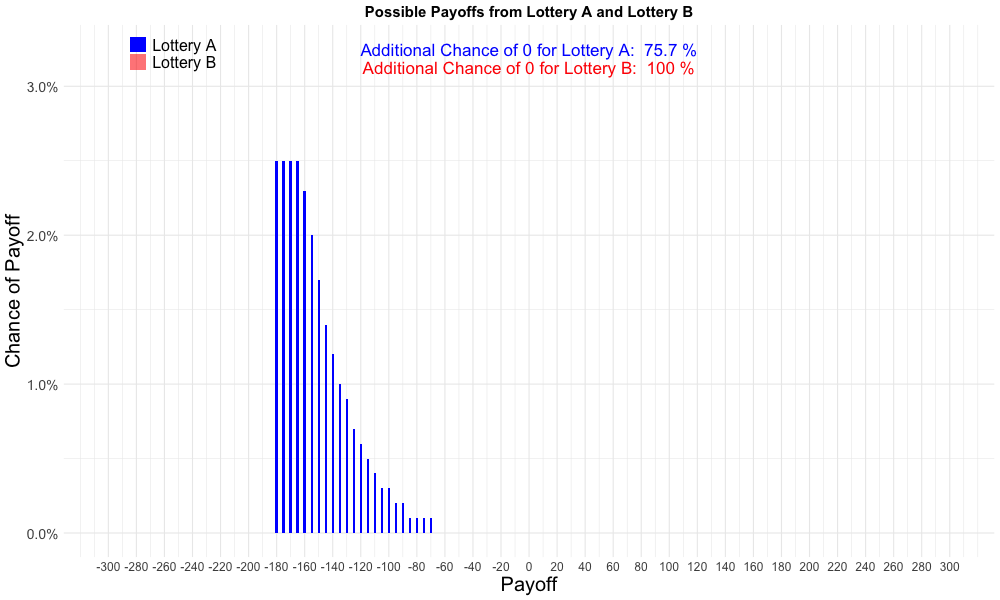 Possible Payoffs from Lottery A and Lottery B
Lottery A
Lottery B
Additional Chance of 0 for Lottery A: 75.7 %
Additional Chance of 0 for Lottery B: 100 %
Chance of Payoff
3.0%
2.0%
1.0%
0.0%
-300 -280 -260 -240 -220 -200 -180 -160 -140 -120 -100 -80 -60 -40 -20 0 20 40 60 80 100 120 140 160 180 200 220 240 260 280 300
Payoff